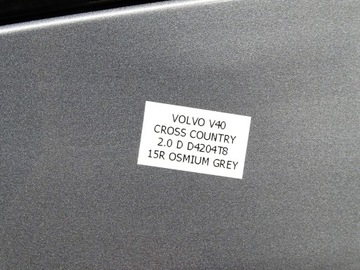 VOLVO V40
CROSS COUNTRY
2.0 D D4204T8
15R OSMIUM GREY